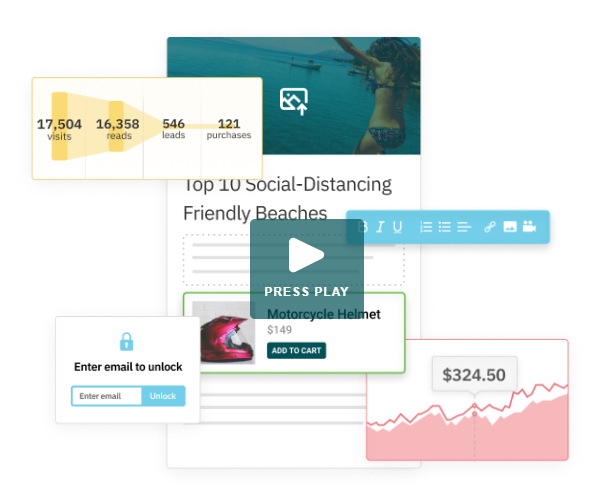 17,504
visits
16,358
reads
546
leads
121
purchases
Top 10 Social-Distancing
Friendly Beaches
B I U
PRESS PLAY
Motorcycle Helmet
$149
ADD TO CART
Enter email to unlock
Enter email
Unlock
$324.50